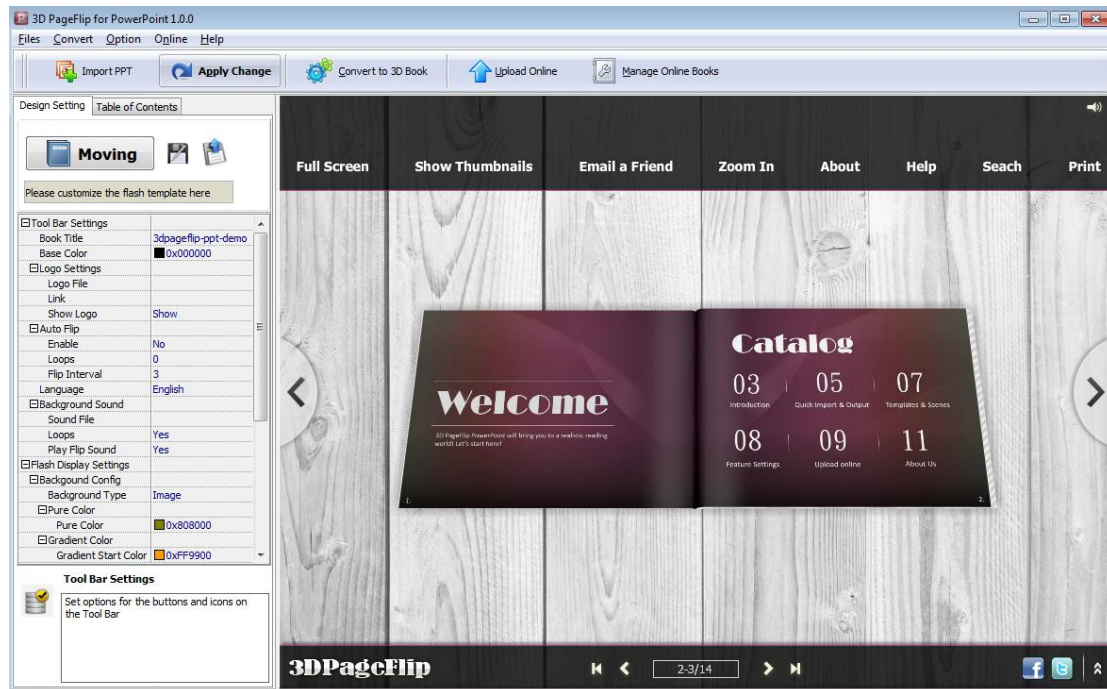 3D PageFlip for PowerPoint 1.0.0
Files Convert Option Online Help
Import PPT Apply Change Convert to 3D Book Upload Online Manage Online Books
Design Setting Table of Contents
Moving
Please customize the flash template here
Tool Bar Settings
Book Title 3dpageflip-ppt-demo
Base Color 0x000000
Logo Settings
Logo File
Link
Show Logo Show
Auto Flip
Enable No
Loops 0
Flip Interval 3
Language English
Background Sound
Sound File
Loops Yes
Play Flip Sound Yes
Flash Display Settings
Backgound Config
Background Type Image
Pure Color
Pure Color 0x808000
Gradient Color
Gradient Start Color 0xFF9900
Tool Bar Settings
Set options for the buttons and icons on
the Tool Bar
Full Screen Show Thumbnails Email a Friend Zoom In About Help Seach Print
Welcome
3D PageFlip PowerPoint will bring you to a realistic reading
world! Let's start here!
1.
Catalog
03 05 07
Introduction Quick Import & Output Templates & Scenes
08 09 11
Feature Settings Upload online About Us
2.
3DPageFlip
2-3/14